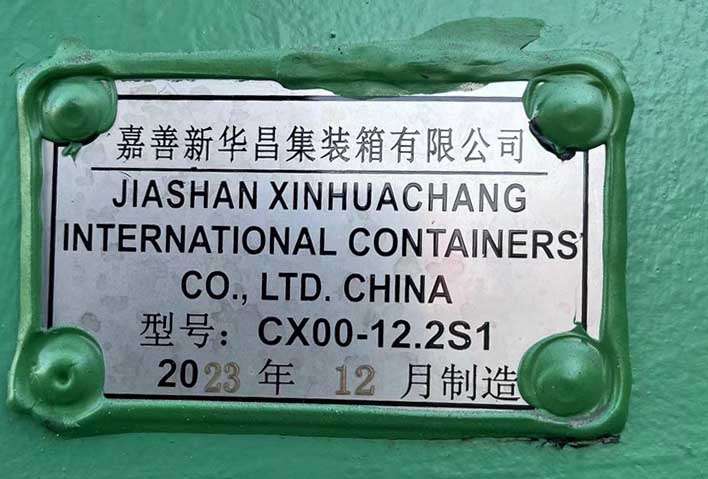 嘉善新华昌集装箱有限公司
JIASHAN XINHUACHANG
INTERNATIONAL CONTAINERS
CO., LTD. CHINA
型号：CX00-12.2S1
2023 年 12 月制造